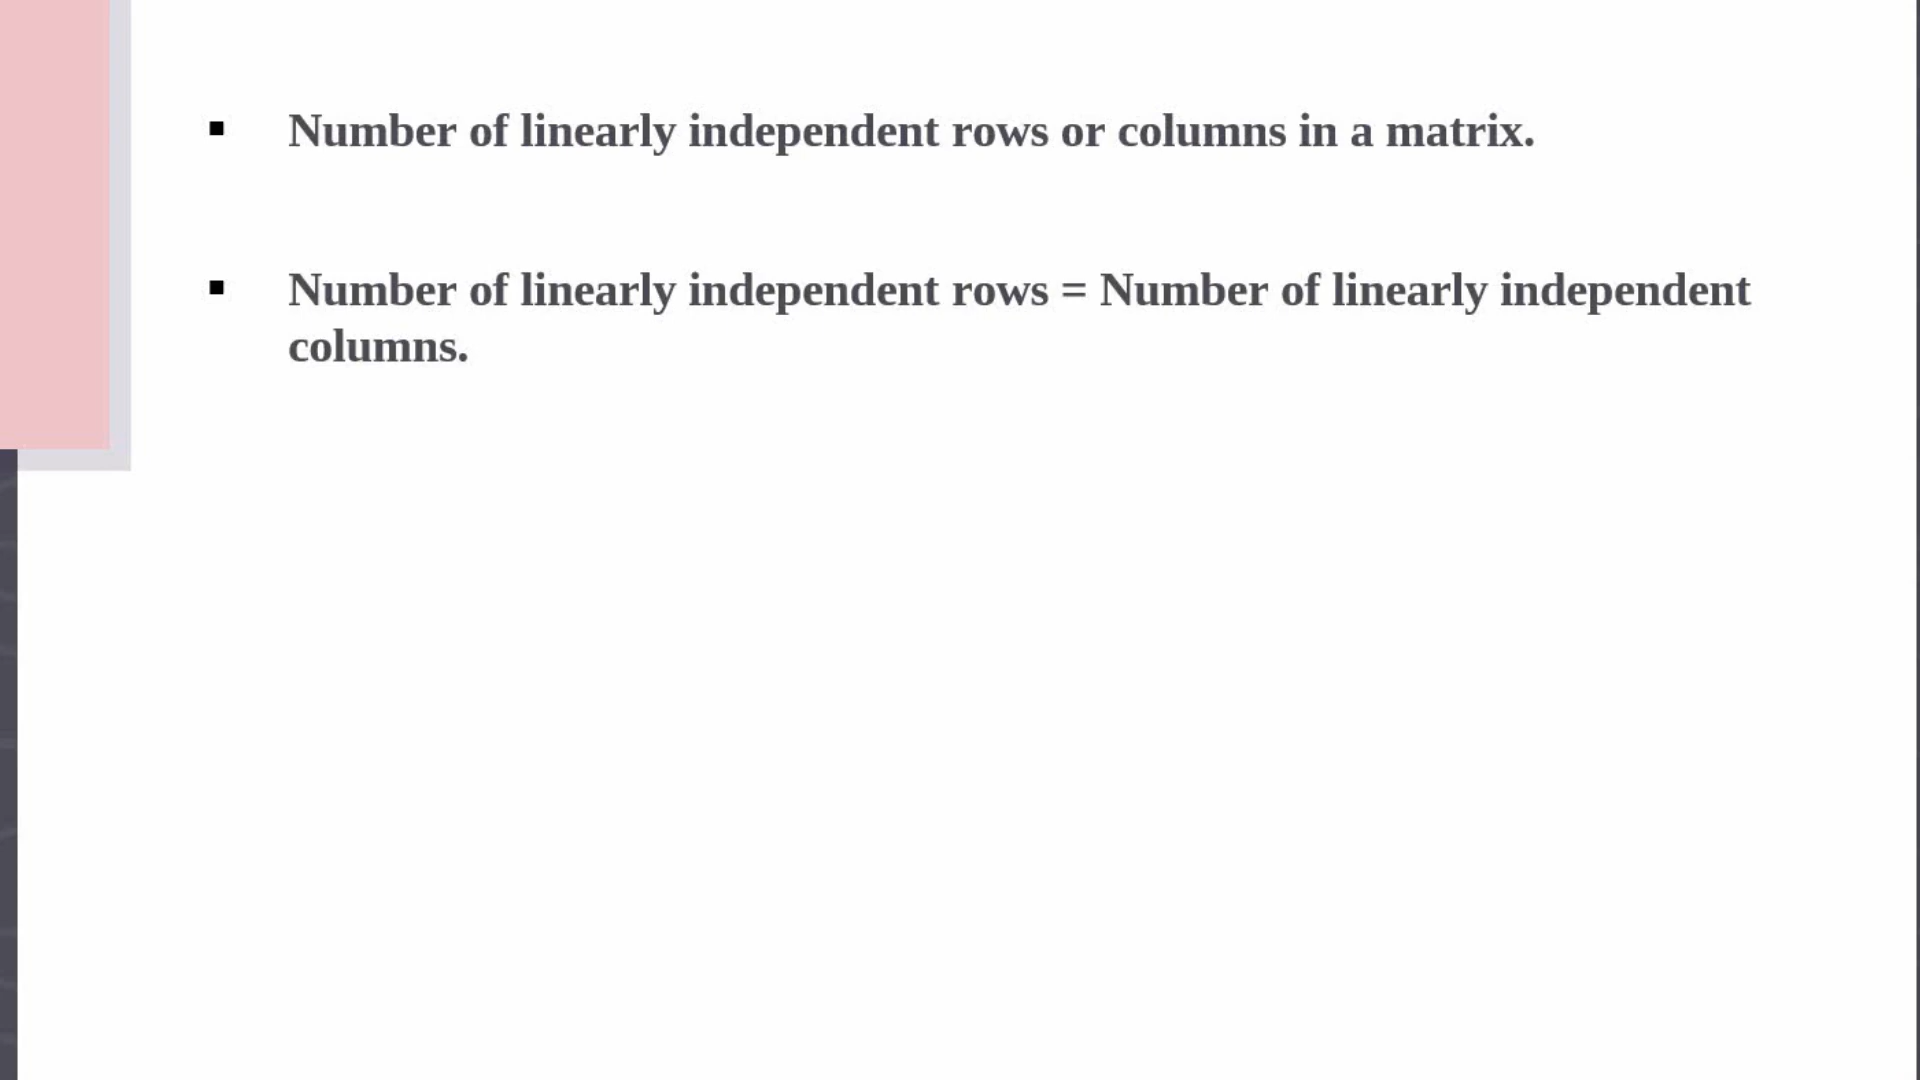 ▪ Number of linearly independent rows or columns in a matrix.
▪ Number of linearly independent rows = Number of linearly independent
columns.